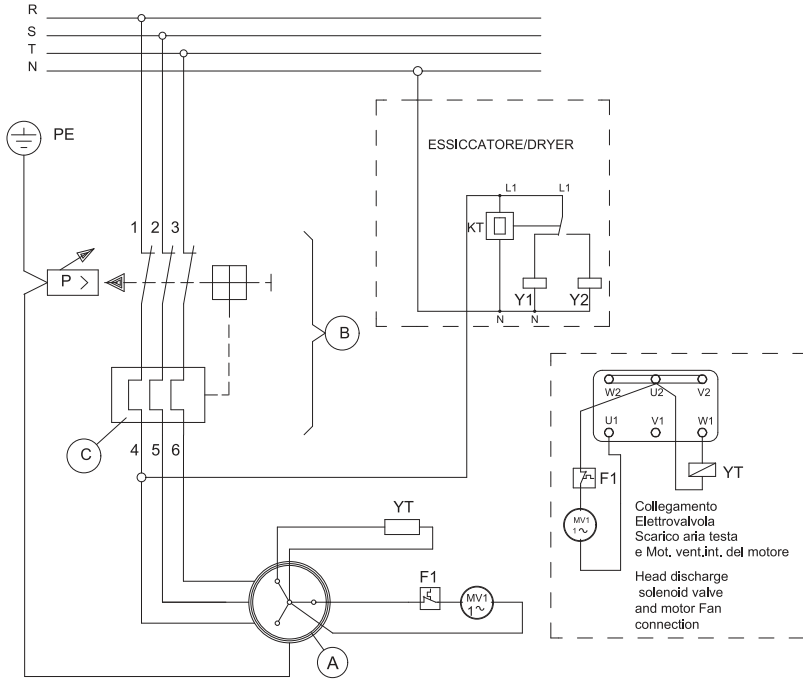 R
S
T
N
PE
ESSICCATORE/DRYER
L1 L1
KT
1 2 3
P >
Y1 Y2
N N
B
W2 U2 V2
U1 V1 W1
C
4 5 6
F1
YT
MV1
1~
YT
Collegamento
Elettrovalvola
Scarico aria testa
e Mot. vent.int. del motore
Head discharge
solenoid valve
and motor Fan
connection
F1
MV1
1~
A